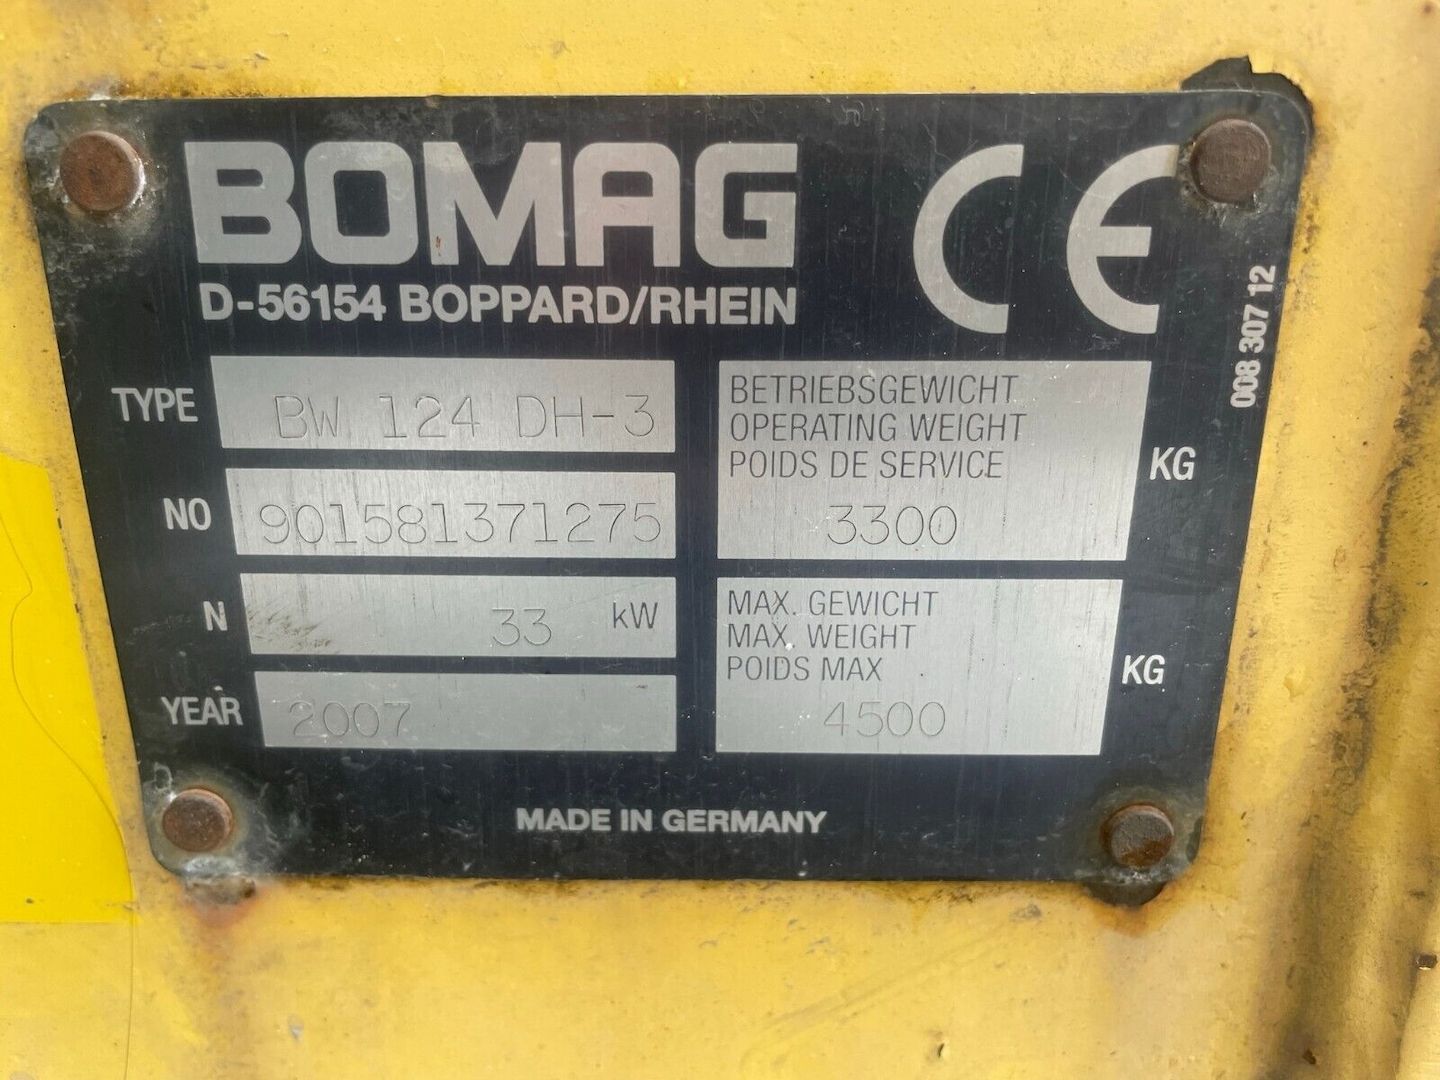 BOMAG CE
D-56154 BOPPARD/RHEIN
008 307 12
TYPE BW 124 DH-3
NO 901581371275
N 33 kW
YEAR 2007
BETRIEBSGEWICHT
OPERATING WEIGHT
POIDS DE SERVICE
3300 KG
MAX. GEWICHT
MAX. WEIGHT
POIDS MAX
4500 KG
MADE IN GERMANY